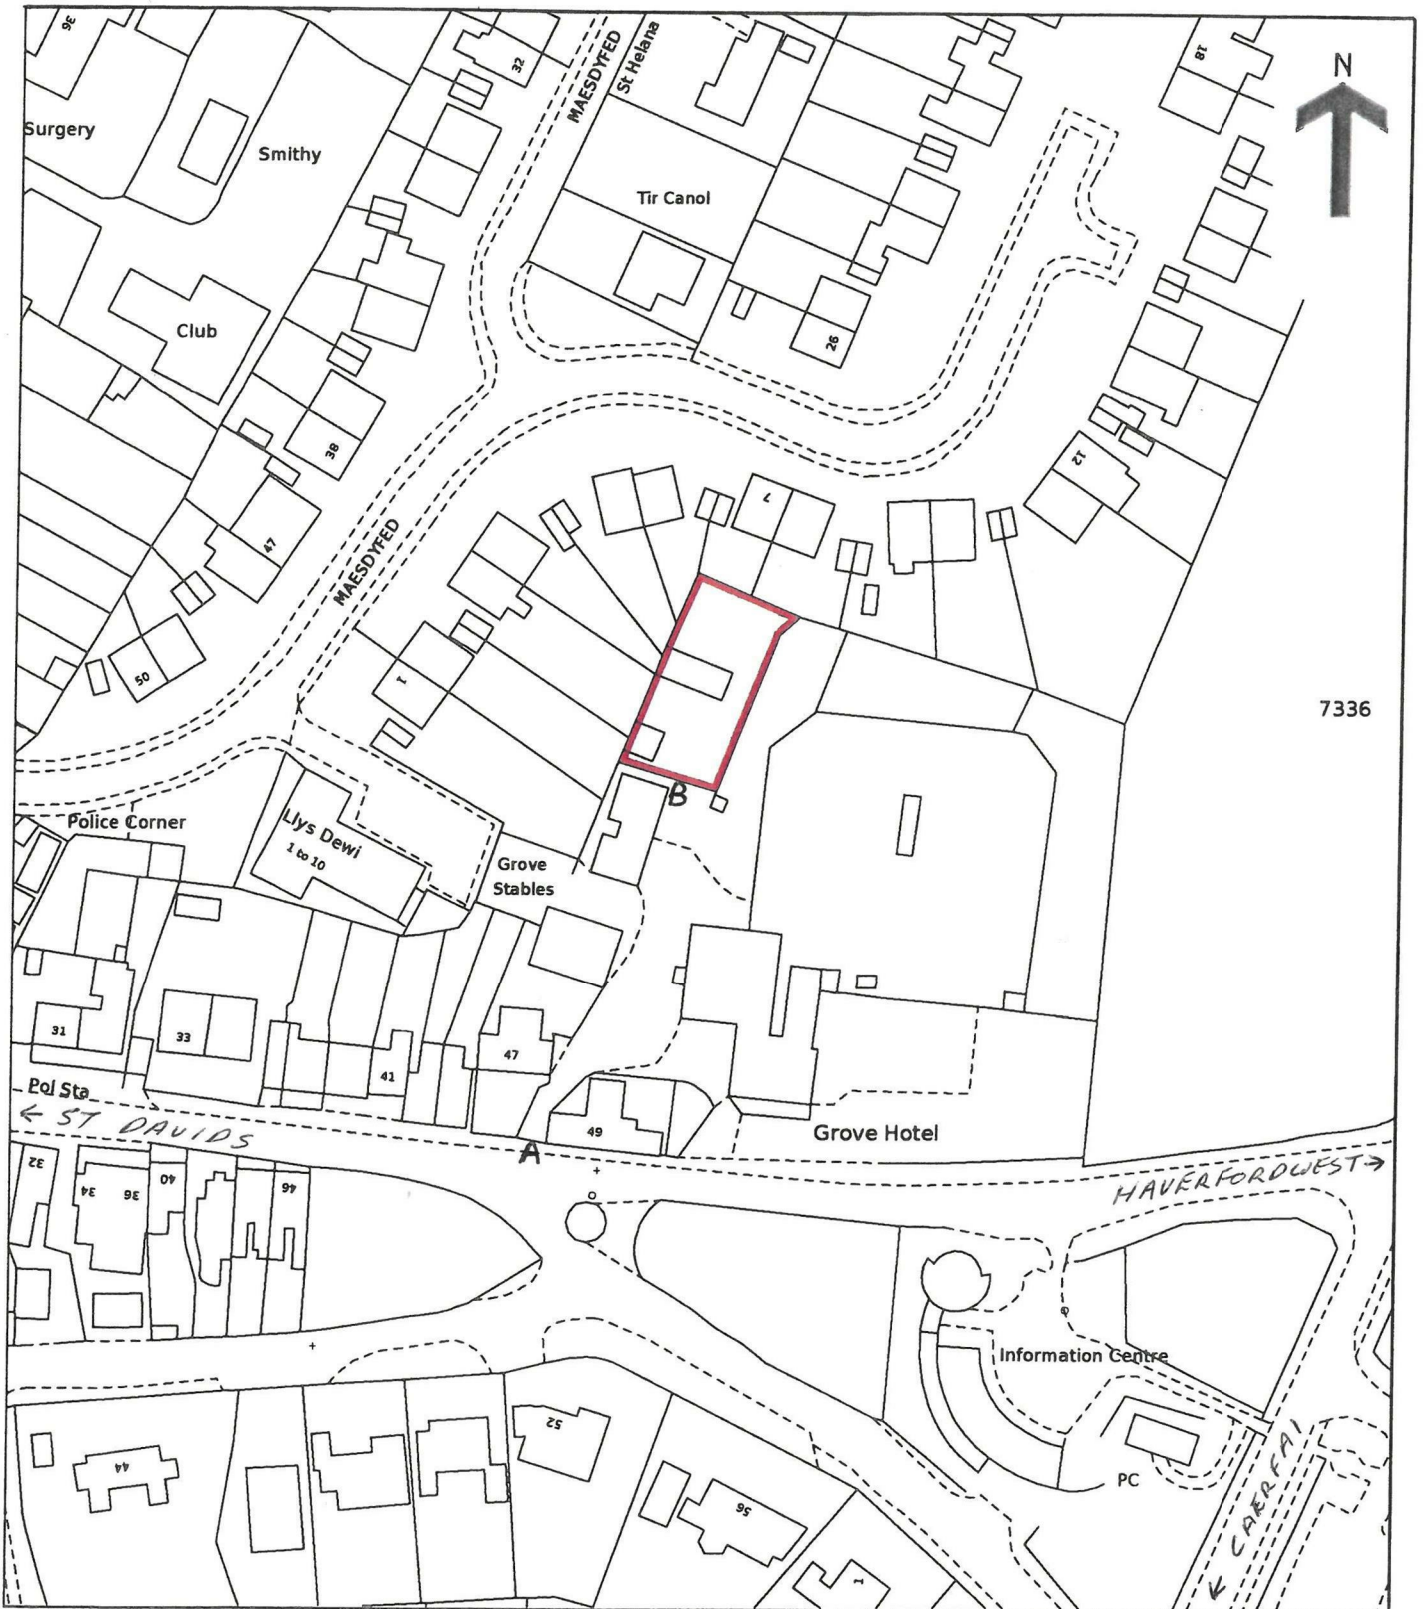 36
32
MAESDYFED
St Helana
18
N
Surgery
Smithy
Tir Canol
Club
26
38
12
47
7
MAESDYFED
1
50
7336
B
Police Corner
Llys Dewi
1 to 10
Grove
Stables
31
33
41
47
Pol Sta
← ST DAVIDS
49
A
Grove Hotel
HAVERFORDWEST→
32
34
36
40
46
Information Centre
52
44
56
PC
← CAERFAI
1